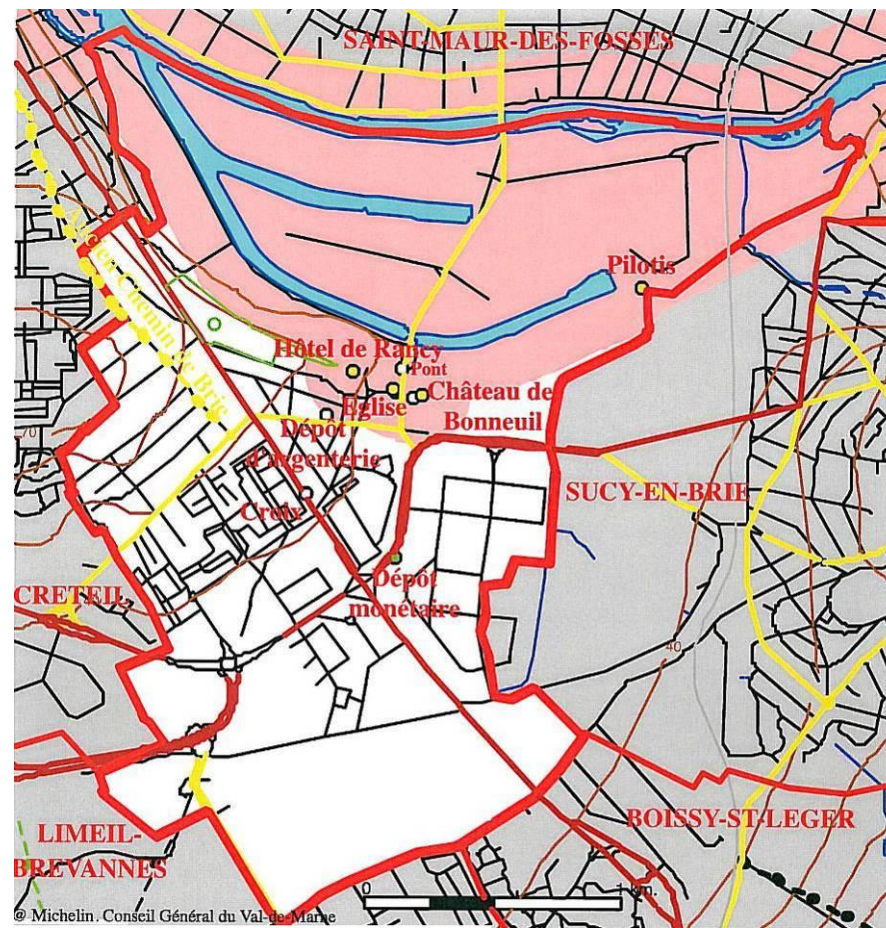 SAINT-MAUR-DES-FOSSES
Ancien Chemin de Brie
Pilotis
Hôtel de Rancy
Pont
Château de
Bonneuil
Eglise
Dépôt
d'argenterie
70
SUCY-EN-BRIE
Croix
Dépôt
monétaire
CRETEIL
40
LIMEIL-
BREVANNES
BOISSY-ST-LEGER
0
1 km.
@ Michelin. Conseil Général du Val-de-Marne